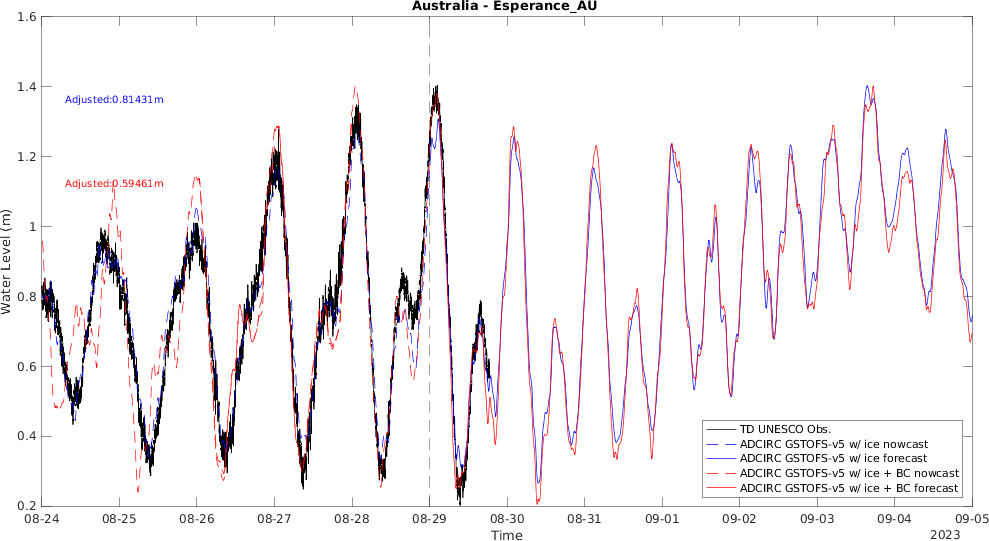 Australia - Esperance_AU
1.6
1.4
1.2
1
0.8
0.6
0.4
0.2
Water Level (m)
Adjusted:0.81431m
Adjusted:0.59461m
TD UNESCO Obs.
ADCIRC GSTOFS-v5 w/ ice nowcast
ADCIRC GSTOFS-v5 w/ ice forecast
ADCIRC GSTOFS-v5 w/ ice + BC nowcast
ADCIRC GSTOFS-v5 w/ ice + BC forecast
08-24 08-25 08-26 08-27 08-28 08-29 08-30 08-31 09-01 09-02 09-03 09-04 09-05
Time
2023